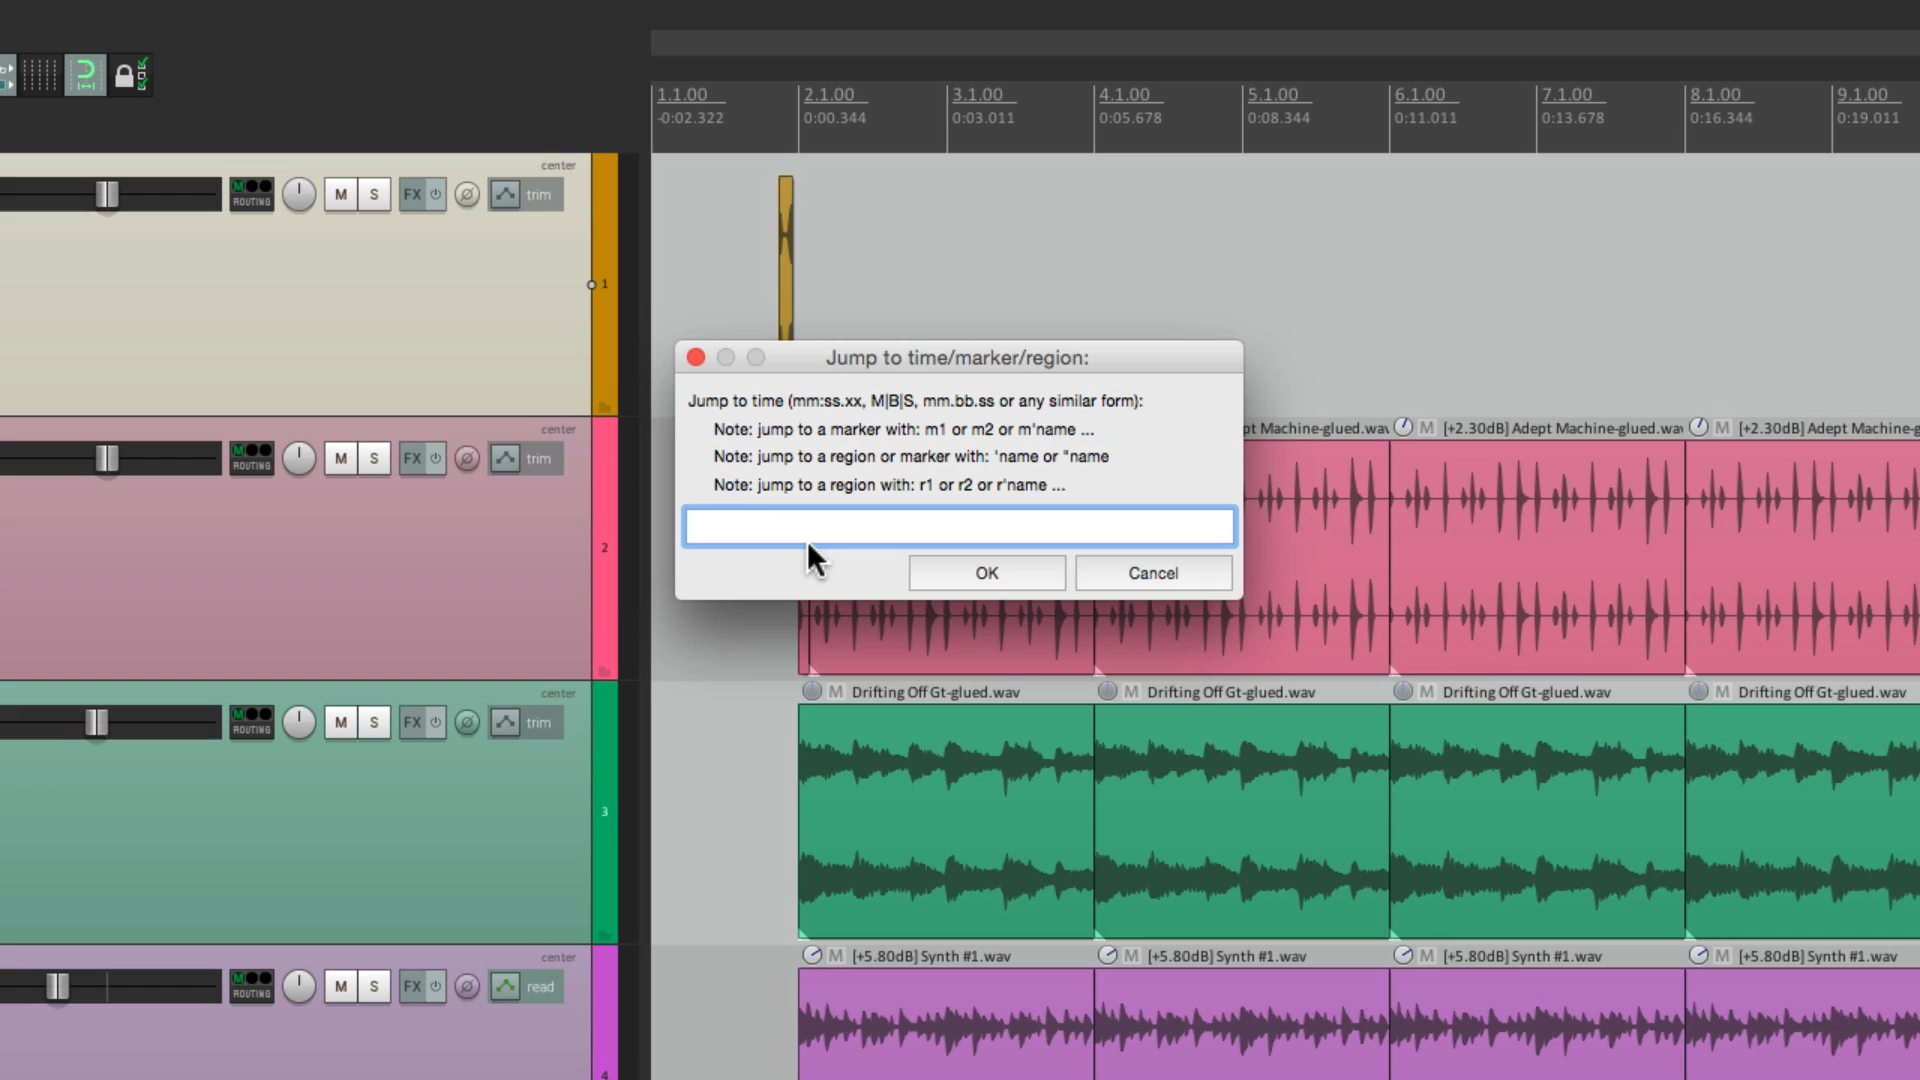 1.1.00 2.1.00 3.1.00 4.1.00 5.1.00 6.1.00 7.1.00 8.1.00 9.1.00
-0:02.322 0:00.344 0:03.011 0:05.678 0:08.344 0:11.011 0:13.678 0:16.344 0:19.011
center
M ROUTING M S FX trim
1
Jump to time/marker/region:
Jump to time (mm:ss.xx, M|B|S, mm.bb.ss or any similar form):
Note: jump to a marker with: m1 or m2 or m'name ...
Note: jump to a region or marker with: 'name or "name
Note: jump to a region with: r1 or r2 or r'name ...
OK Cancel
center
pt Machine-glued.wav M [+2.30dB] Adept Machine-glued.wav M [+2.30dB] Adept Machine-g
M ROUTING M S FX trim
2
center
M Drifting Off Gt-glued.wav M Drifting Off Gt-glued.wav M Drifting Off Gt-glued.wav M Drifting Off Gt-glued.wav
M ROUTING M S FX trim
3
center
M [+5.80dB] Synth #1.wav M [+5.80dB] Synth #1.wav M [+5.80dB] Synth #1.wav M [+5.80dB] Synth #1.wav
M ROUTING M S FX read
4